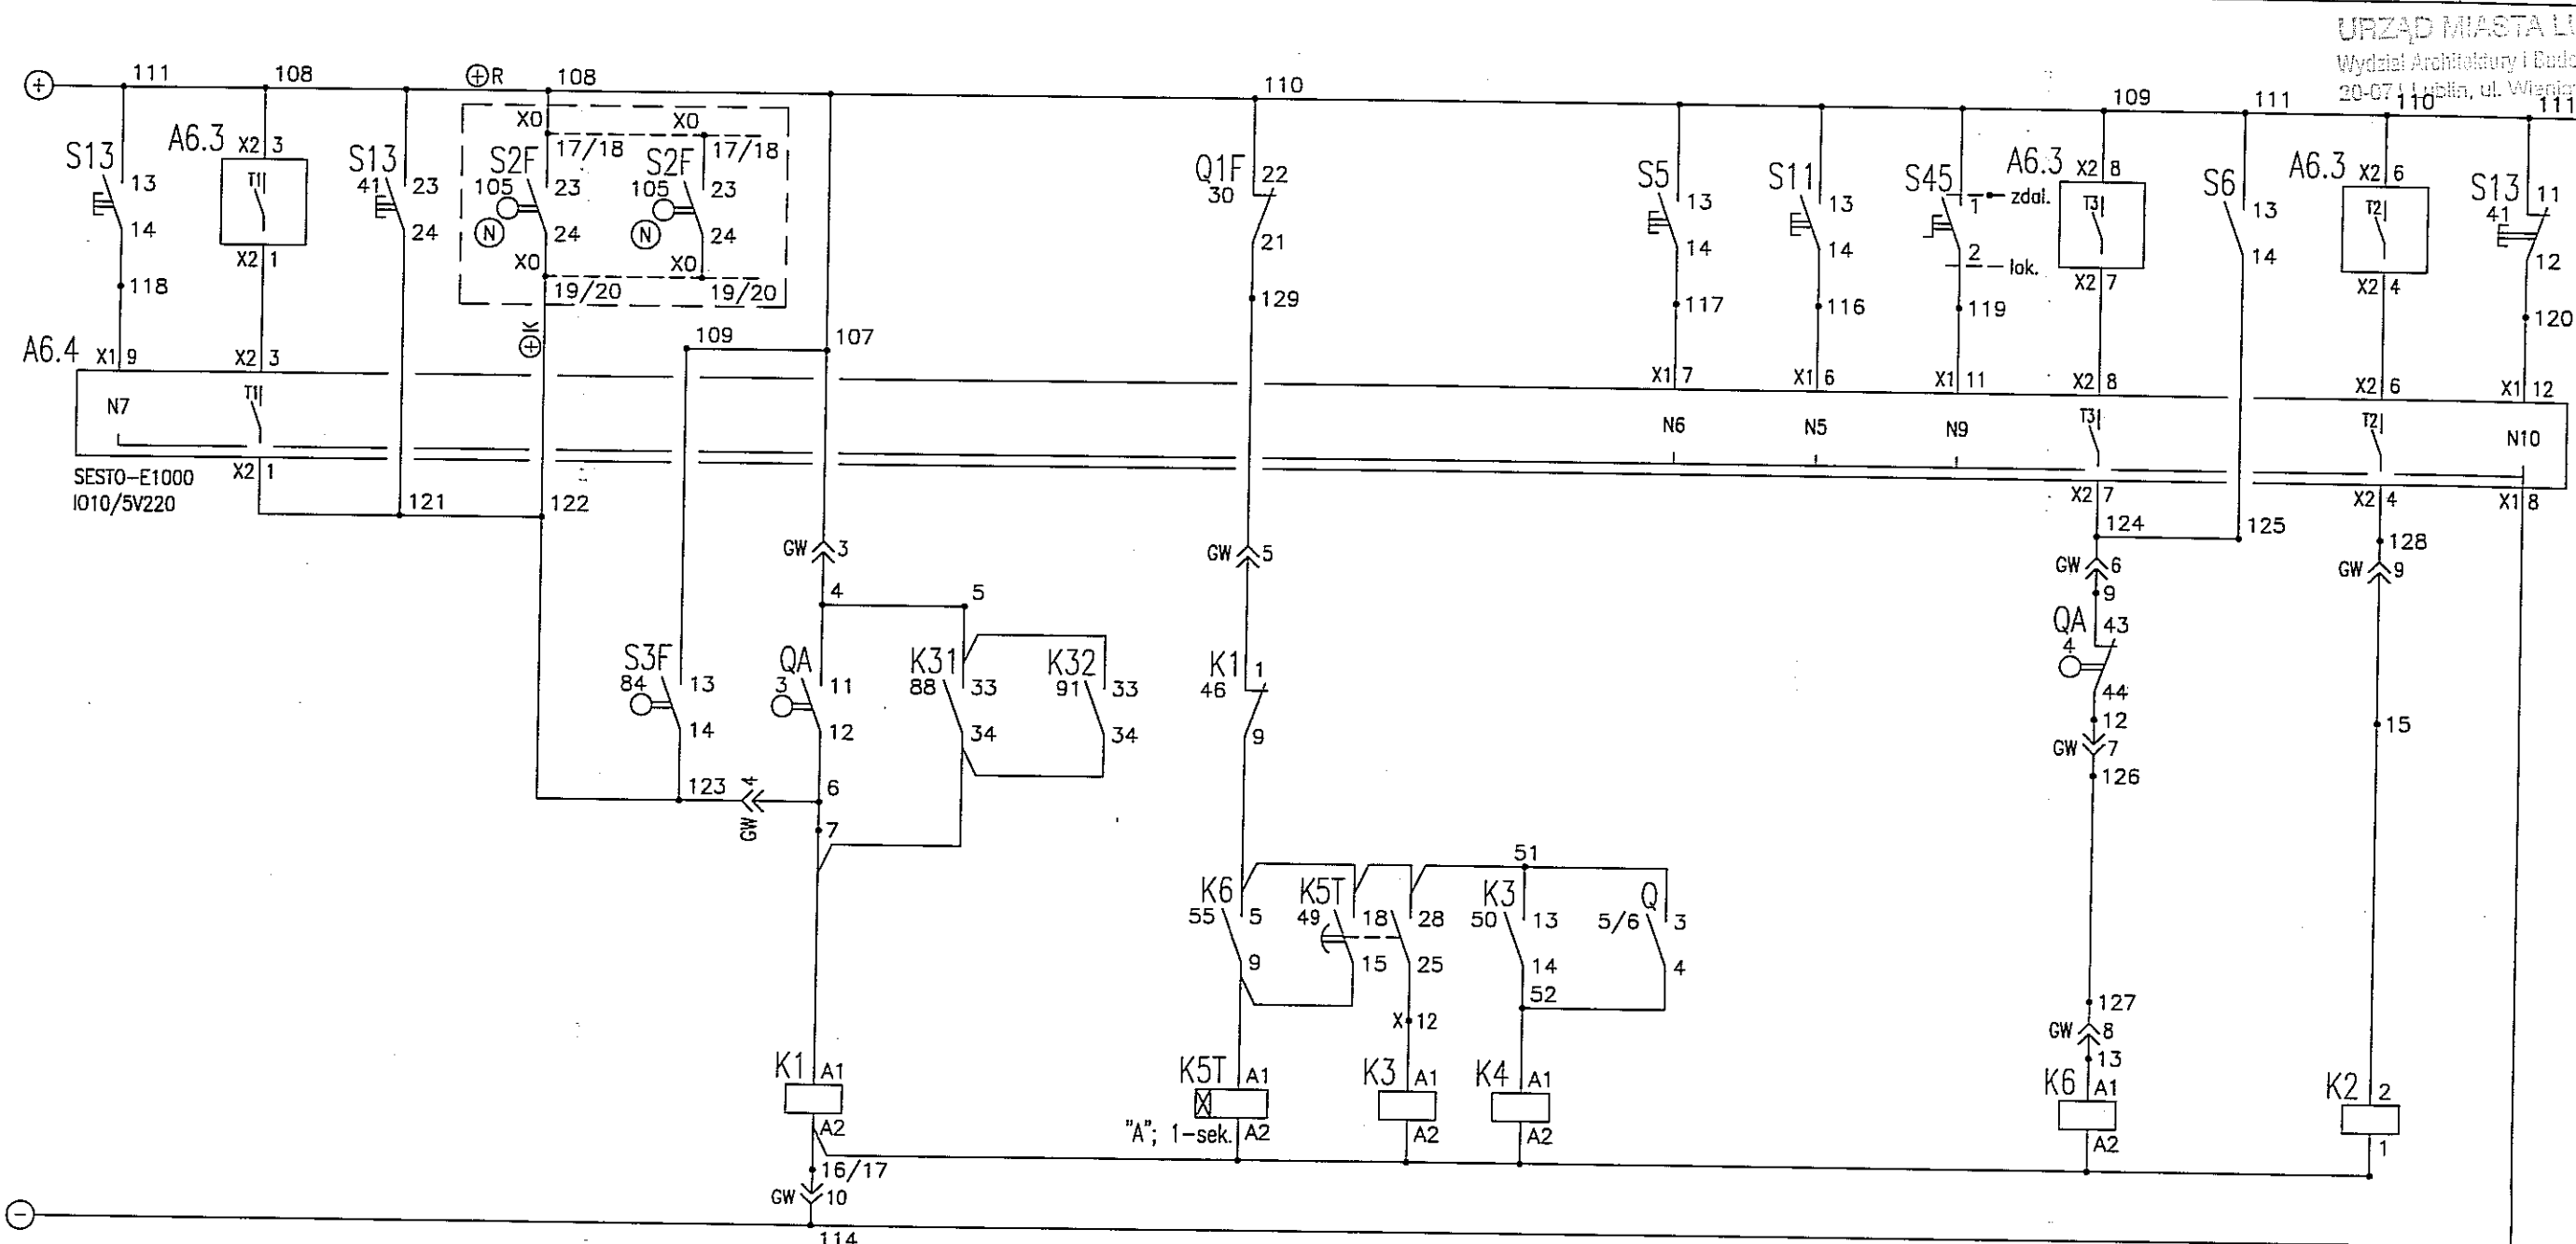 URZĄD MIASTA LU
Wydział Architektury i Budo
20-07 Lublin, ul. Wienia
+ 111 108 +R 108 110 109 111 110 111
S13 13 14 118
A6.3 X2 3 T1 X2 1
S13 41 23 24
X0 17/18 X0 17/18
S2F 105 23 24 N
S2F 105 23 24 N
X0 19/20 X0 19/20
+K
109 107
Q1F 30 22 21 129
S5 13 14 117
S11 13 14 116
S45 1 zdal. 2 lok. 119
A6.3 X2 8 T3 X2 7
S6 13 14
A6.3 X2 6 T2 X2 4
S13 41 11 12 120
A6.4 X1 9 X2 3 X1 7 X1 6 X1 11 X2 8 X2 6 X1 12
N7 T1 N6 N5 N9 T3 T2 N10
SESTO-E1000
IO10/5V220
X2 1 X2 7 X2 4 X1 8
121 122 124 125 128
GW 3 GW 5 GW 6 GW 9
4 5 9
S3F 84 13 14
QA 3 11 12
K31 88 33 34
K32 91 33 34
K1 46 1 9
QA 4 43 44
12
GW 7
126
15
123 GW 4 6
7
51
K6 55 5 9
K5T 49 18 15 28 25
K3 50 13 14
Q 5/6 3 4
52
X 12
127
GW 8
13
K1 A1 A2
K5T A1 A2
"A"; 1-sek.
K3 A1 A2
K4 A1 A2
K6 A1 A2
K2 2 1
16/17
GW 10
-
114